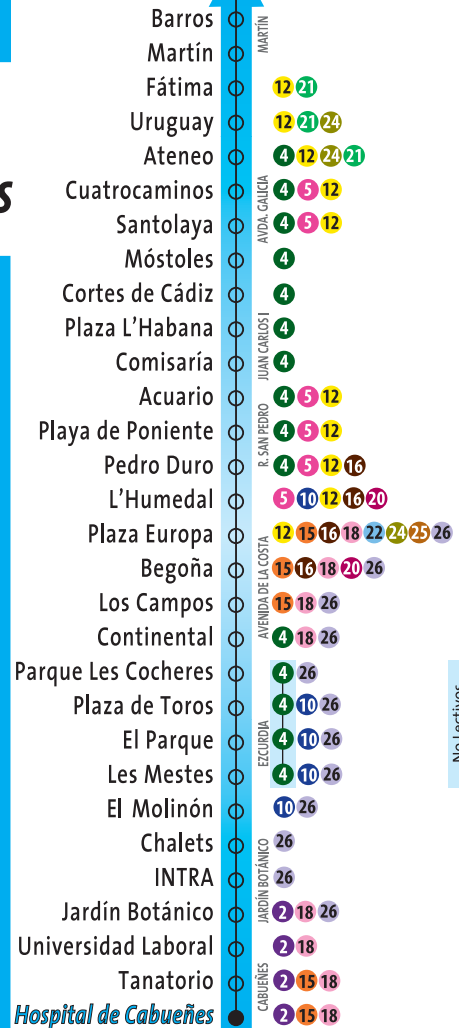 Barros
MARTÍN
Martín
Fátima 12 21
Uruguay 12 21 24
Ateneo 4 12 24 21
AVDA. GALICIA
Cuatrocaminos 4 5 12
Santolaya 4 5 12
Móstoles 4
Cortes de Cádiz 4
JUAN CARLOS I
Plaza L'Habana 4
Comisaría 4
Acuario 4 5 12
R. SAN PEDRO
Playa de Poniente 4 5 12
Pedro Duro 4 5 12 16
L'Humedal 5 10 12 16 20
Plaza Europa 12 15 16 18 22 24 25 26
AVENIDA DE LA COSTA
Begoña 15 16 18 20 26
Los Campos 15 18 26
Continental 4 18 26
Parque Les Cocheres 4 26
Plaza de Toros 4 10 26
EZCURDIA
El Parque 4 10 26
Les Mestes 4 10 26
El Molinón 10 26
Chalets 26
JARDÍN BOTÁNICO
INTRA 26
Jardín Botánico 2 18 26
Universidad Laboral 2 18
CABUEÑES
Tanatorio 2 15 18
Hospital de Cabueñes 2 15 18
s
No Lectivos